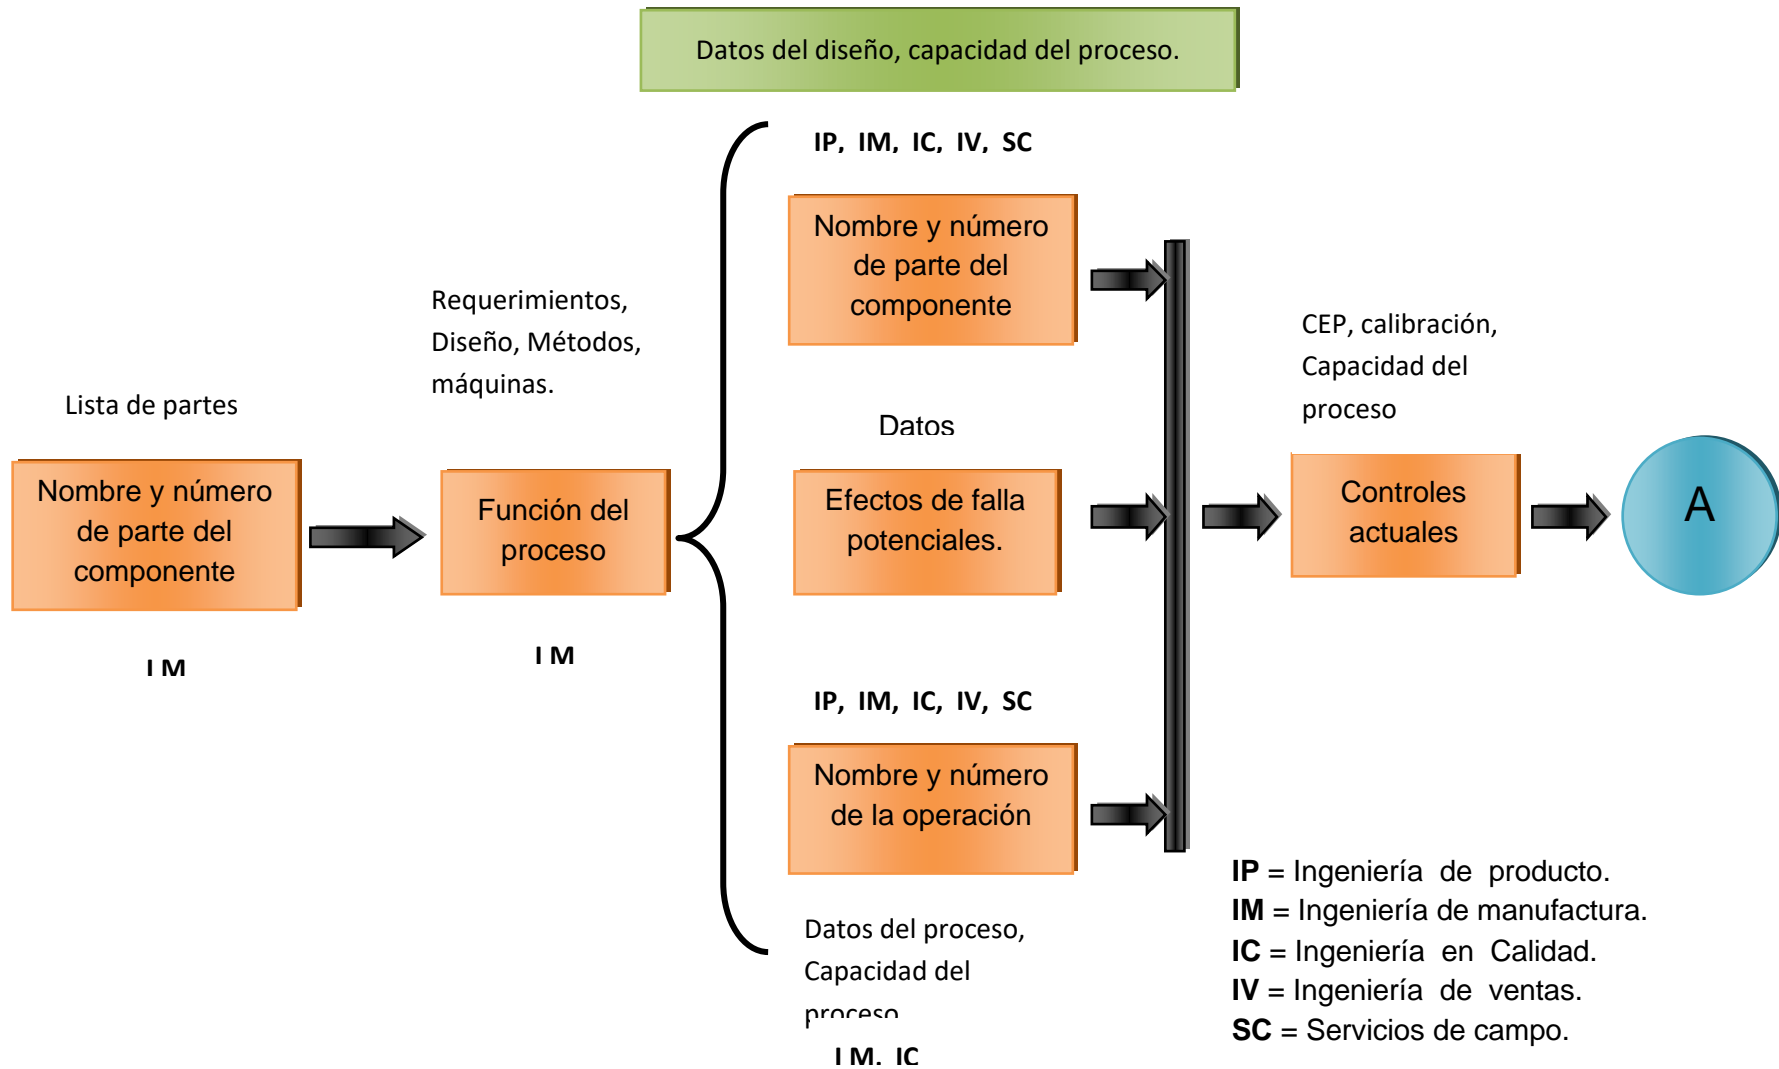 Datos del diseño, capacidad del proceso.
IP, IM, IC, IV, SC
Nombre y número
de parte del
componente
Requerimientos,
Diseño, Métodos,
máquinas.
CEP, calibración,
Capacidad del
proceso
Lista de partes
Datos
Nombre y número
de parte del
componente
Función del
proceso
Efectos de falla
potenciales.
Controles
actuales
A
I M
I M
IP, IM, IC, IV, SC
Nombre y número
de la operación
Datos del proceso,
Capacidad del
proceso
I M, IC
IP = Ingeniería de producto.
IM = Ingeniería de manufactura.
IC = Ingeniería en Calidad.
IV = Ingeniería de ventas.
SC = Servicios de campo.